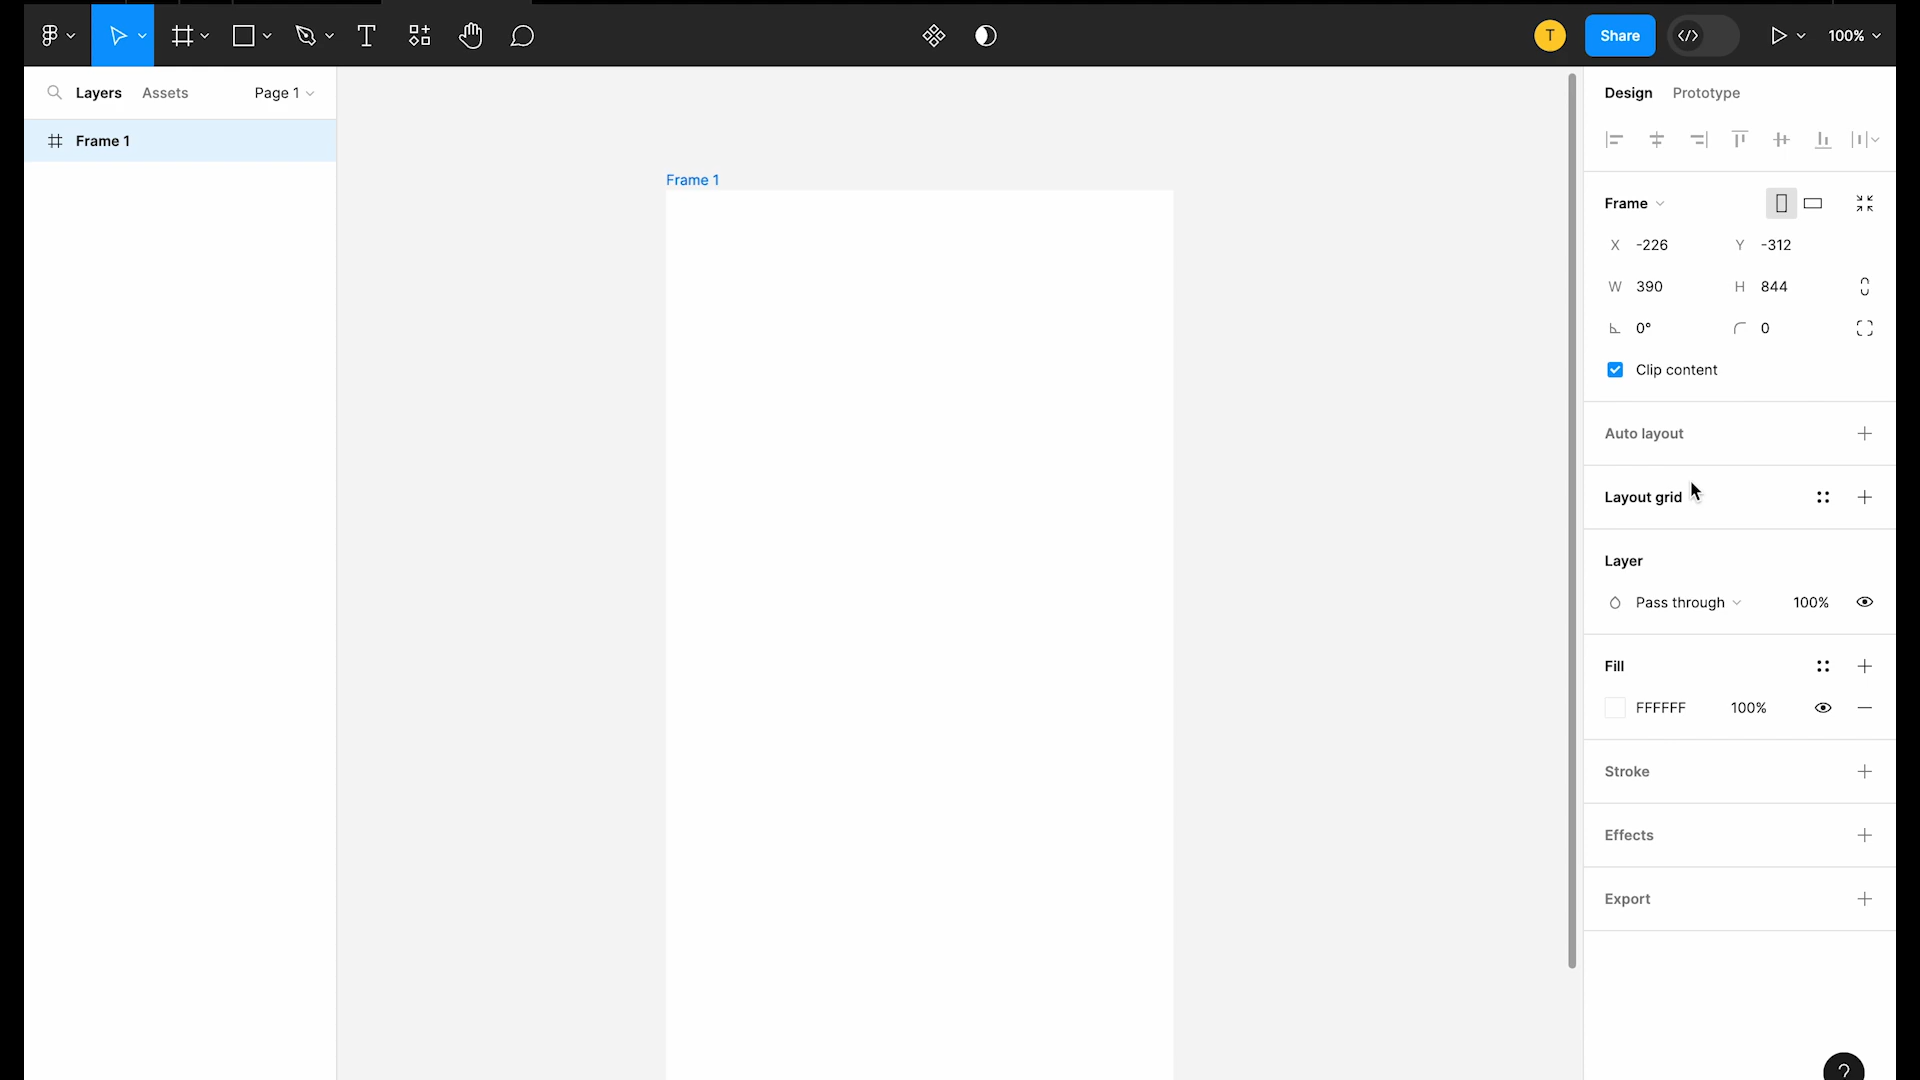 T
Share
100%
Layers
Assets
Page 1
Design
Prototype
Frame 1
Frame 1
Frame
X -226
Y -312
W 390
H 844
0°
0
Clip content
Auto layout
Layout grid
Layer
Pass through
100%
Fill
FFFFFF
100%
Stroke
Effects
Export
?